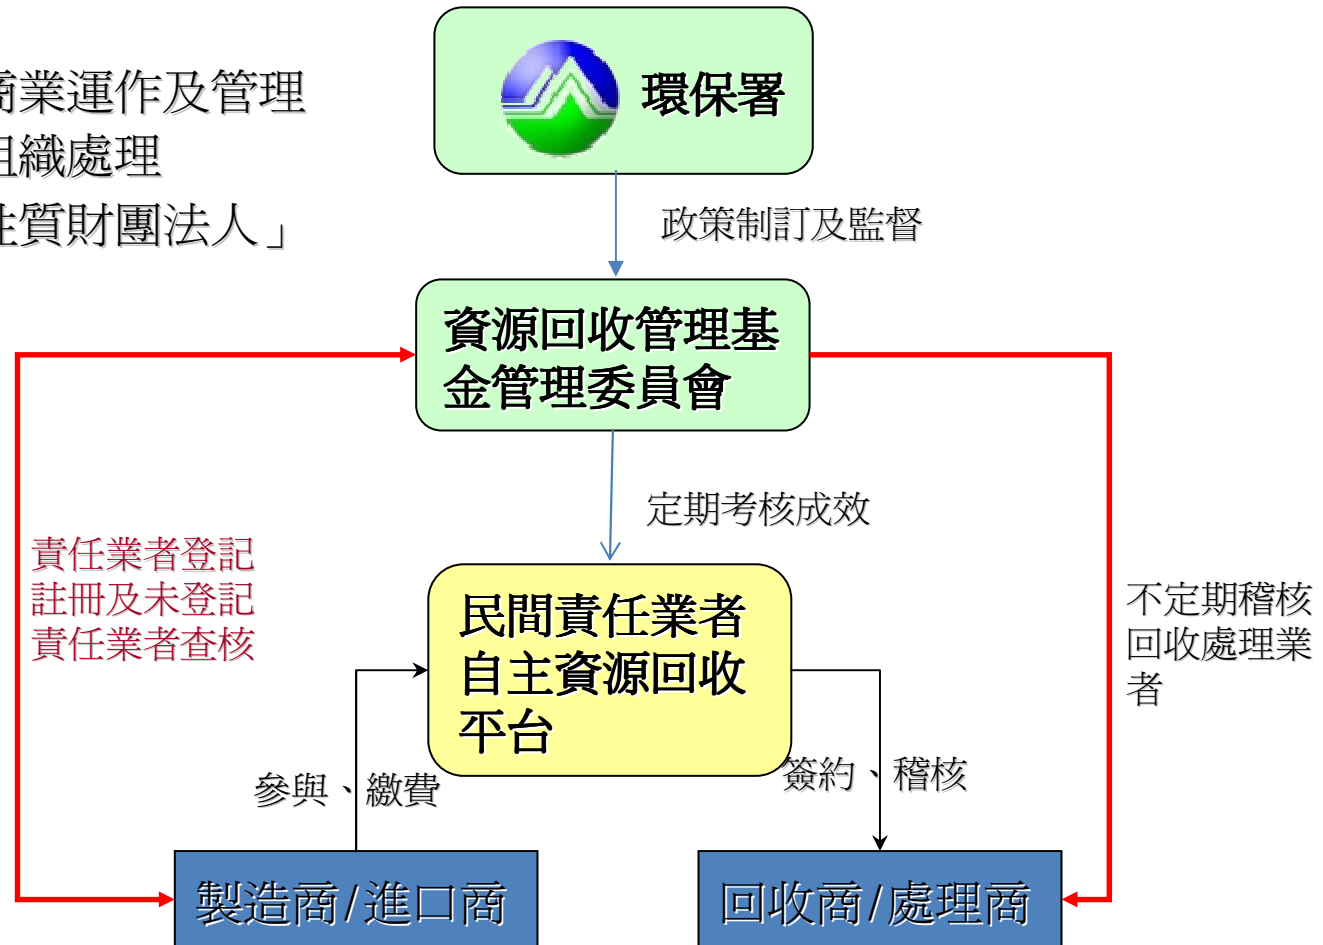 商業運作及管理
組織處理
性質財團法人」
環保署
政策制訂及監督
資源回收管理基
金管理委員會
定期考核成效
責任業者登記
註冊及未登記
責任業者查核
民間責任業者
自主資源回收
平台
不定期稽核
回收處理業
者
參與、繳費
簽約、稽核
製造商/進口商
回收商/處理商